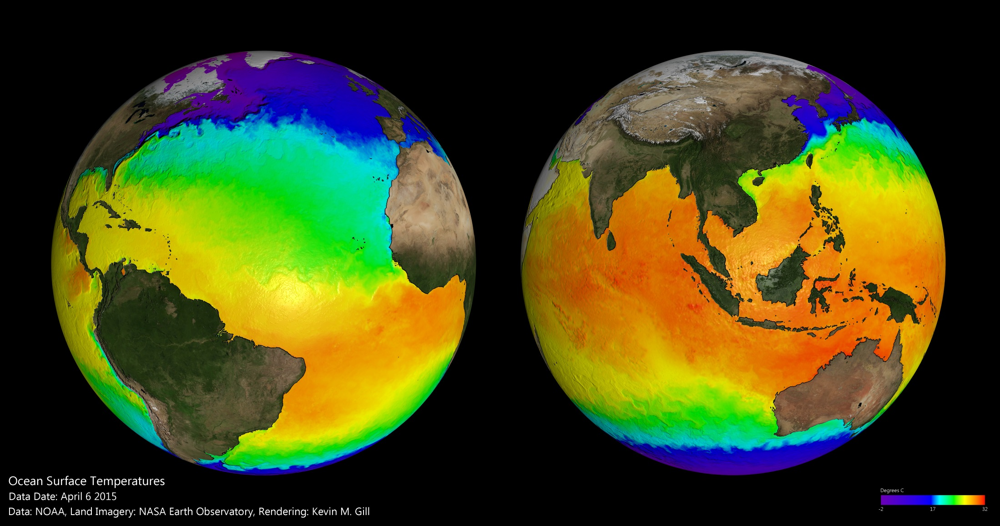 Ocean Surface Temperatures
Data Date: April 6 2015
Data: NOAA, Land Imagery: NASA Earth Observatory, Rendering: Kevin M. Gill
Degrees C
-2 17 32